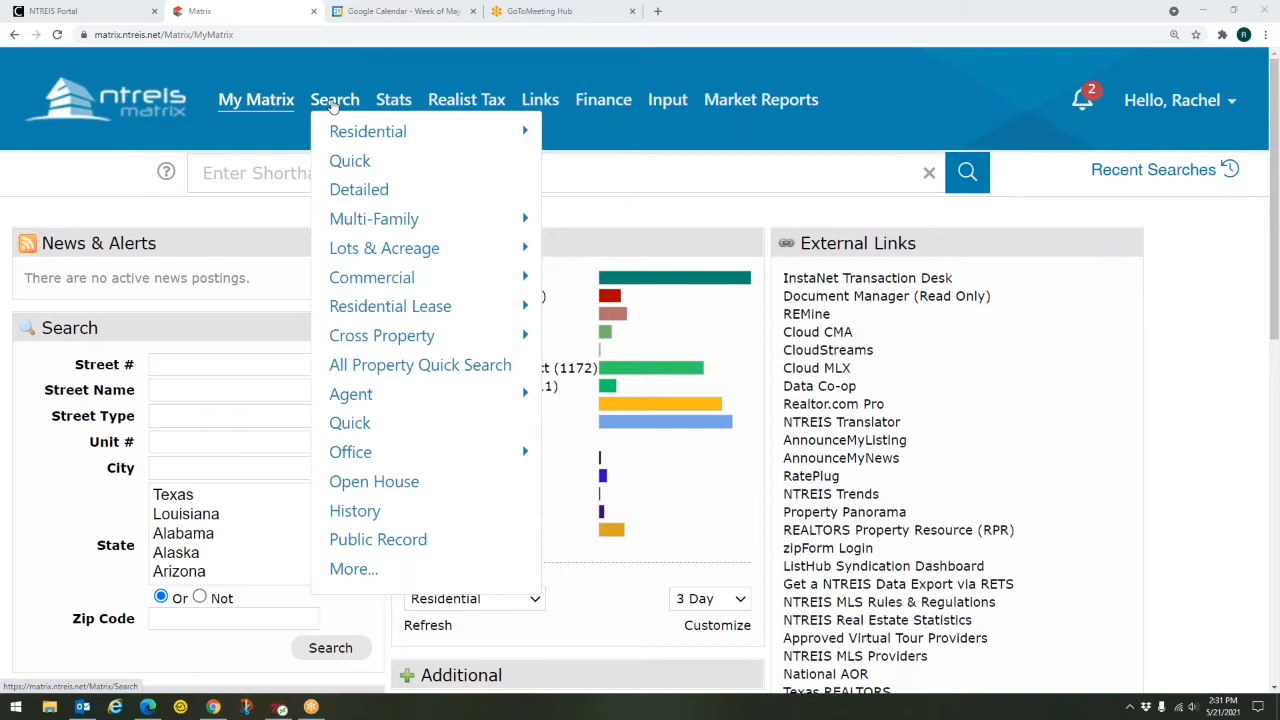 NTREIS Portal
Matrix
Google Calendar - Week of May
GoToMeeting Hub
matrix.ntreis.net/Matrix/MyMatrix
R
ntreis
matrix
My Matrix
Search
Stats
Realist Tax
Links
Finance
Input
Market Reports
2
Hello, Rachel
Enter Shortha
Recent Searches
Residential
Quick
Detailed
Multi-Family
Lots & Acreage
Commercial
Residential Lease
Cross Property
All Property Quick Search
Agent
Quick
Office
Open House
History
Public Record
More...
News & Alerts
There are no active news postings.
Search
Street #
Street Name
Street Type
Unit #
City
Texas
Louisiana
Alabama
Alaska
Arizona
State
Or
Not
Zip Code
Search
)
t (1172)
1)
Residential
3 Day
Refresh
Customize
Additional
External Links
InstaNet Transaction Desk
Document Manager (Read Only)
REMine
Cloud CMA
CloudStreams
Cloud MLX
Data Co-op
Realtor.com Pro
NTREIS Translator
AnnounceMyListing
AnnounceMyNews
RatePlug
NTREIS Trends
Property Panorama
REALTORS Property Resource (RPR)
zipForm Login
ListHub Syndication Dashboard
Get a NTREIS Data Export via RETS
NTREIS MLS Rules & Regulations
NTREIS Real Estate Statistics
Approved Virtual Tour Providers
NTREIS MLS Providers
National AOR
Texas REALTORS
https://matrix.ntreis.net/Matrix/Search
2:31 PM
5/21/2021